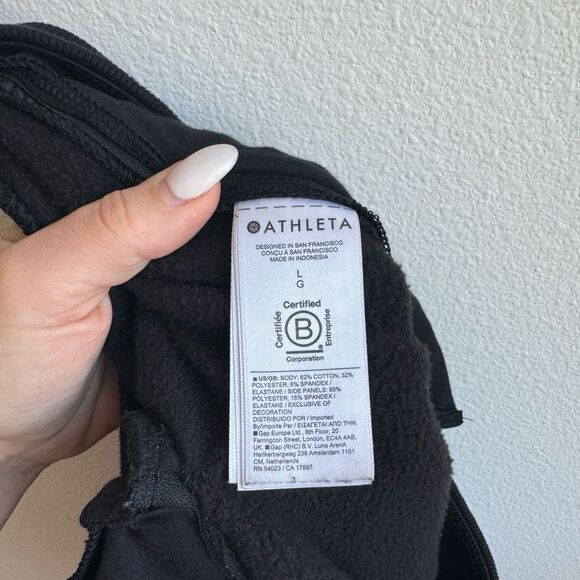 ATHLETA
DESIGNED IN SAN FRANCISCO
CONÇU À SAN FRANCISCO
MADE IN INDONESIA
L
G
Certified
Certifiée
B
Entreprise
®
Corporation
US/GB: BODY: 62% COTTON, 32%
POLYESTER, 6% SPANDEX /
ELASTANE / SIDE PANELS: 85%
POLYESTER, 15% SPANDEX /
ELASTANE / EXCLUSIVE OF
DECORATION
DISTRIBUIDO POR / Imported
By/Importe Par / ΕΙΣΑΓΕΤΑΙ ΑΠΟ ΤΗΝ:
Gap Europe Ltd., 8th Floor, 20
Farringdon Street, London, EC4A 4AB,
UK. Gap (RHC) B.V. Luna ArenA
Herikerbergweg 238 Amsterdam 1101
CM, Netherlands
RN 54023 / CA 17897